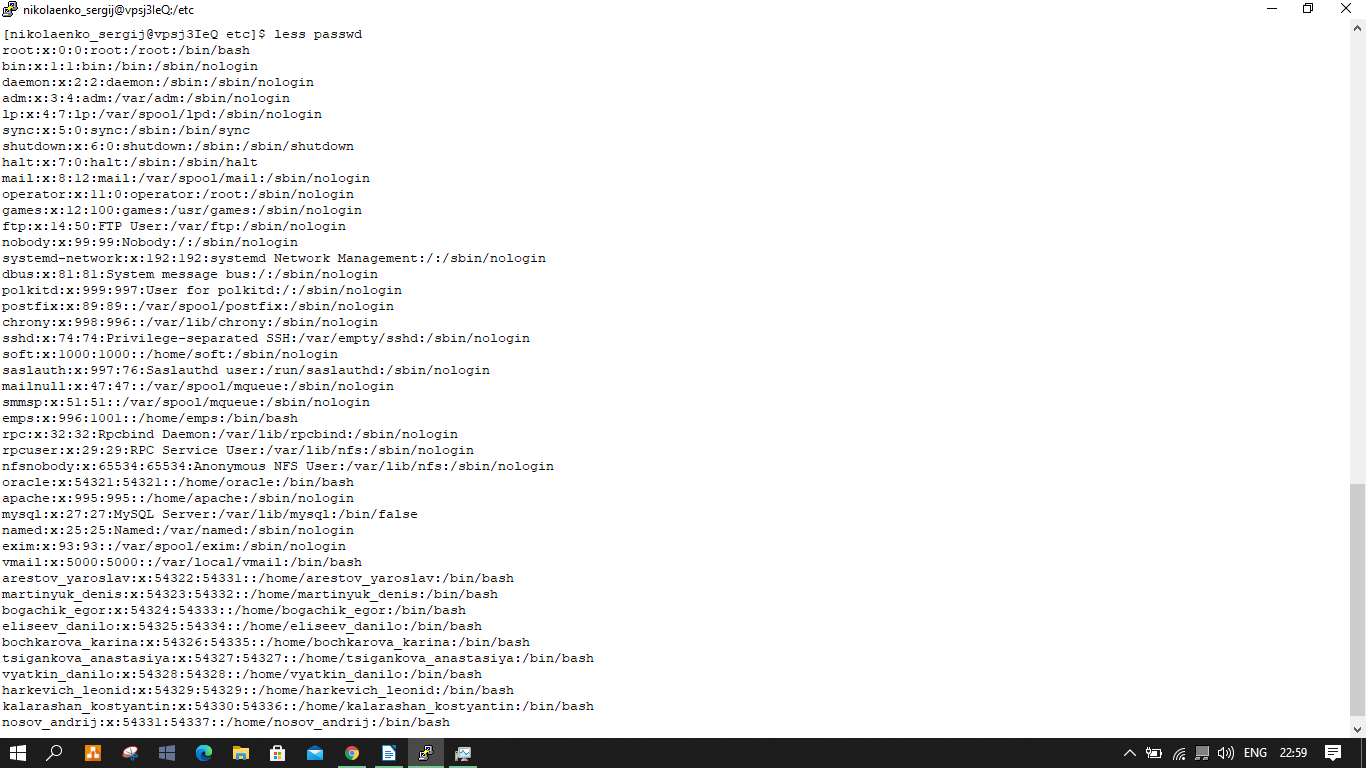 nikolaenko_sergij@vpsj3IeQ:/etc
[nikolaenko_sergij@vpsj3IeQ etc]$ less passwd
root:x:0:0:root:/root:/bin/bash
bin:x:1:1:bin:/bin:/sbin/nologin
daemon:x:2:2:daemon:/sbin:/sbin/nologin
adm:x:3:4:adm:/var/adm:/sbin/nologin
lp:x:4:7:lp:/var/spool/lpd:/sbin/nologin
sync:x:5:0:sync:/sbin:/bin/sync
shutdown:x:6:0:shutdown:/sbin:/sbin/shutdown
halt:x:7:0:halt:/sbin:/sbin/halt
mail:x:8:12:mail:/var/spool/mail:/sbin/nologin
operator:x:11:0:operator:/root:/sbin/nologin
games:x:12:100:games:/usr/games:/sbin/nologin
ftp:x:14:50:FTP User:/var/ftp:/sbin/nologin
nobody:x:99:99:Nobody:/:/sbin/nologin
systemd-network:x:192:192:systemd Network Management:/:/sbin/nologin
dbus:x:81:81:System message bus:/:/sbin/nologin
polkitd:x:999:997:User for polkitd:/:/sbin/nologin
postfix:x:89:89::/var/spool/postfix:/sbin/nologin
chrony:x:998:996::/var/lib/chrony:/sbin/nologin
sshd:x:74:74:Privilege-separated SSH:/var/empty/sshd:/sbin/nologin
soft:x:1000:1000::/home/soft:/sbin/nologin
saslauth:x:997:76:Saslauthd user:/run/saslauthd:/sbin/nologin
mailnull:x:47:47::/var/spool/mqueue:/sbin/nologin
smmsp:x:51:51::/var/spool/mqueue:/sbin/nologin
emps:x:996:1001::/home/emps:/bin/bash
rpc:x:32:32:Rpcbind Daemon:/var/lib/rpcbind:/sbin/nologin
rpcuser:x:29:29:RPC Service User:/var/lib/nfs:/sbin/nologin
nfsnobody:x:65534:65534:Anonymous NFS User:/var/lib/nfs:/sbin/nologin
oracle:x:54321:54321::/home/oracle:/bin/bash
apache:x:995:995::/home/apache:/sbin/nologin
mysql:x:27:27:MySQL Server:/var/lib/mysql:/bin/false
named:x:25:25:Named:/var/named:/sbin/nologin
exim:x:93:93::/var/spool/exim:/sbin/nologin
vmail:x:5000:5000::/var/local/vmail:/bin/bash
arestov_yaroslav:x:54322:54331::/home/arestov_yaroslav:/bin/bash
martinyuk_denis:x:54323:54332::/home/martinyuk_denis:/bin/bash
bogachik_egor:x:54324:54333::/home/bogachik_egor:/bin/bash
eliseev_danilo:x:54325:54334::/home/eliseev_danilo:/bin/bash
bochkarova_karina:x:54326:54335::/home/bochkarova_karina:/bin/bash
tsigankova_anastasiya:x:54327:54327::/home/tsigankova_anastasiya:/bin/bash
vyatkin_danilo:x:54328:54328::/home/vyatkin_danilo:/bin/bash
harkevich_leonid:x:54329:54329::/home/harkevich_leonid:/bin/bash
kalarashan_kostyantin:x:54330:54336::/home/kalarashan_kostyantin:/bin/bash
nosov_andrij:x:54331:54337::/home/nosov_andrij:/bin/bash
ENG 22:59